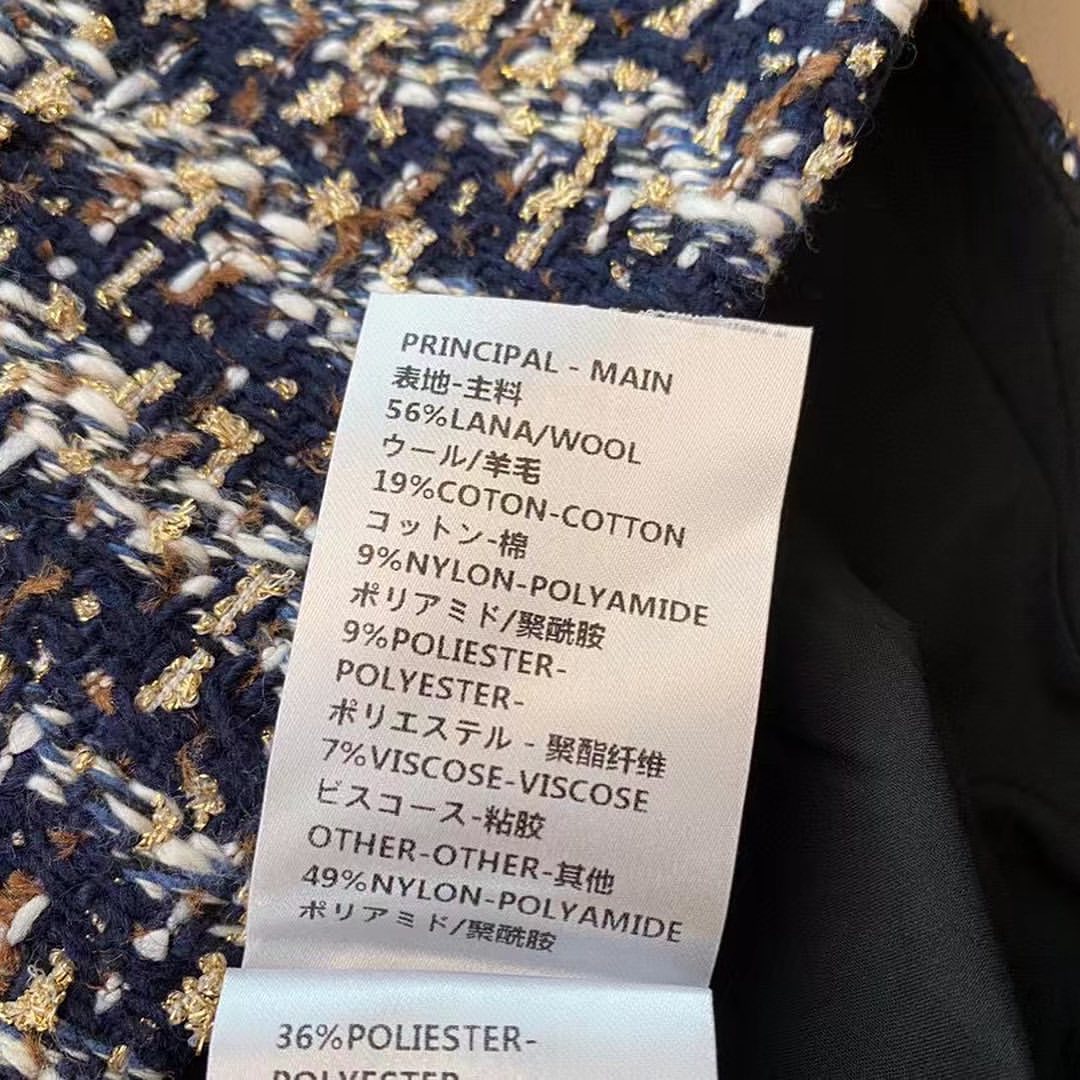 PRINCIPAL - MAIN
表地-主料
56%LANA/WOOL
ウール/羊毛
19%COTON-COTTON
コットン-棉
9%NYLON-POLYAMIDE
ポリアミド/聚酰胺
9%POLIESTER-
POLYESTER-
ポリエステル - 聚酯纤维
7%VISCOSE-VISCOSE
ビスコース-粘胶
OTHER-OTHER-其他
49%NYLON-POLYAMIDE
ポリアミド/聚酰胺
36%POLIESTER-
POLYESTER-